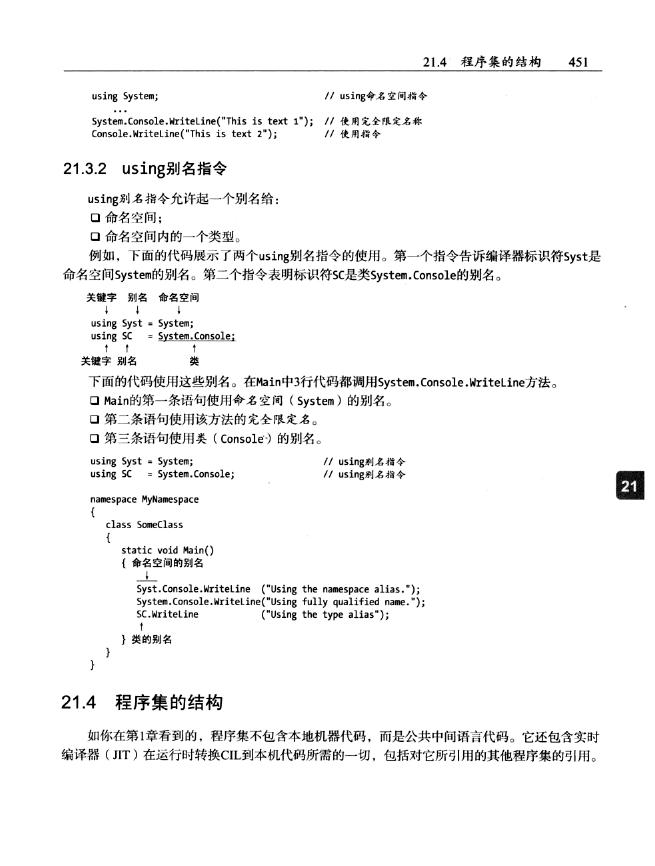 21.4 程序集的结构 451
using System; // using命名空间指令
...
System.Console.WriteLine("This is text 1"); // 使用完全限定名称
Console.WriteLine("This is text 2"); // 使用指令
21.3.2 using别名指令
using别名指令允许起一个别名给：
命名空间；
命名空间内的一个类型。
例如，下面的代码展示了两个using别名指令的使用。第一个指令告诉编译器标识符Syst是
命名空间System的别名。第二个指令表明标识符SC是类System.Console的别名。
关键字 别名 命名空间
↓ ↓ ↓
using Syst = System;
using SC = System.Console;
↑ ↑ ↑
关键字 别名 类
下面的代码使用这些别名。在Main中3行代码都调用System.Console.WriteLine方法。
Main的第一条语句使用命名空间（System）的别名。
第二条语句使用该方法的完全限定名。
第三条语句使用类（Console）的别名。
using Syst = System; // using别名指令
using SC = System.Console; // using别名指令
21
namespace MyNamespace
{
class SomeClass
{
static void Main()
{ 命名空间的别名
↓
Syst.Console.WriteLine ("Using the namespace alias.");
System.Console.WriteLine("Using fully qualified name.");
SC.WriteLine ("Using the type alias");
↑
} 类的别名
}
}
21.4 程序集的结构
如你在第1章看到的，程序集不包含本地机器代码，而是公共中间语言代码。它还包含实时
编译器（JIT）在运行时转换CIL到本机代码所需的一切，包括对它所引用的其他程序集的引用。